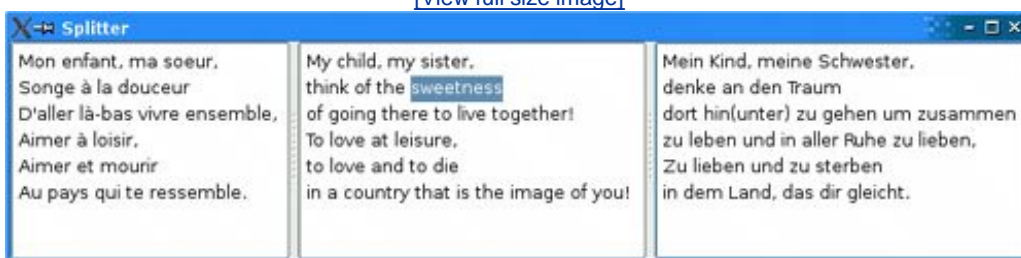 [View full size image]
Splitter
Mon enfant, ma soeur,
Songe à la douceur
D'aller là-bas vivre ensemble,
Aimer à loisir,
Aimer et mourir
Au pays qui te ressemble.
My child, my sister,
think of the sweetness
of going there to live together!
To love at leisure,
to love and to die
in a country that is the image of you!
Mein Kind, meine Schwester,
denke an den Traum
dort hin(unter) zu gehen um zusammen
zu leben und in aller Ruhe zu lieben,
Zu lieben und zu sterben
in dem Land, das dir gleicht.